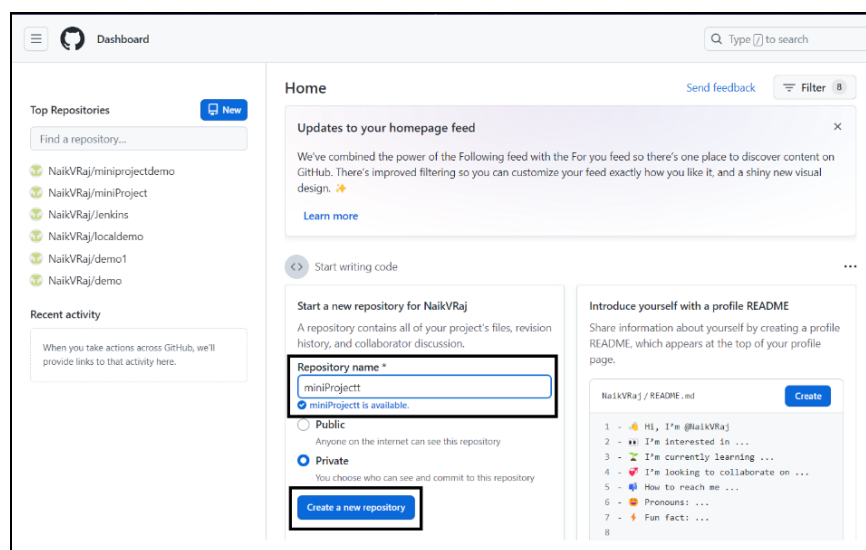 Dashboard
Type / to search
Top Repositories
New
Find a repository...
NaikVRaj/miniprojectdemo
NaikVRaj/miniProject
NaikVRaj/Jenkins
NaikVRaj/localdemo
NaikVRaj/demo1
NaikVRaj/demo
Recent activity
When you take actions across GitHub, we'll
provide links to that activity here.
Home
Send feedback
Filter 8
Updates to your homepage feed
We've combined the power of the Following feed with the For you feed so there's one place to discover content on
GitHub. There's improved filtering so you can customize your feed exactly how you like it, and a shiny new visual
design. ✨
Learn more
Start writing code
Start a new repository for NaikVRaj
A repository contains all of your project's files, revision
history, and collaborator discussion.
Repository name *
miniProjectt
miniProjectt is available.
Public
Anyone on the internet can see this repository
Private
You choose who can see and commit to this repository
Create a new repository
Introduce yourself with a profile README
Share information about yourself by creating a profile
README, which appears at the top of your profile
page.
NaikVRaj / README.md
Create
1 - 👋 Hi, I'm @NaikVRaj
2 - 👀 I'm interested in ...
3 - 🌱 I'm currently learning ...
4 - 💞️ I'm looking to collaborate on ...
5 - 📫 How to reach me ...
6 - 😄 Pronouns: ...
7 - ⚡ Fun fact: ...
8